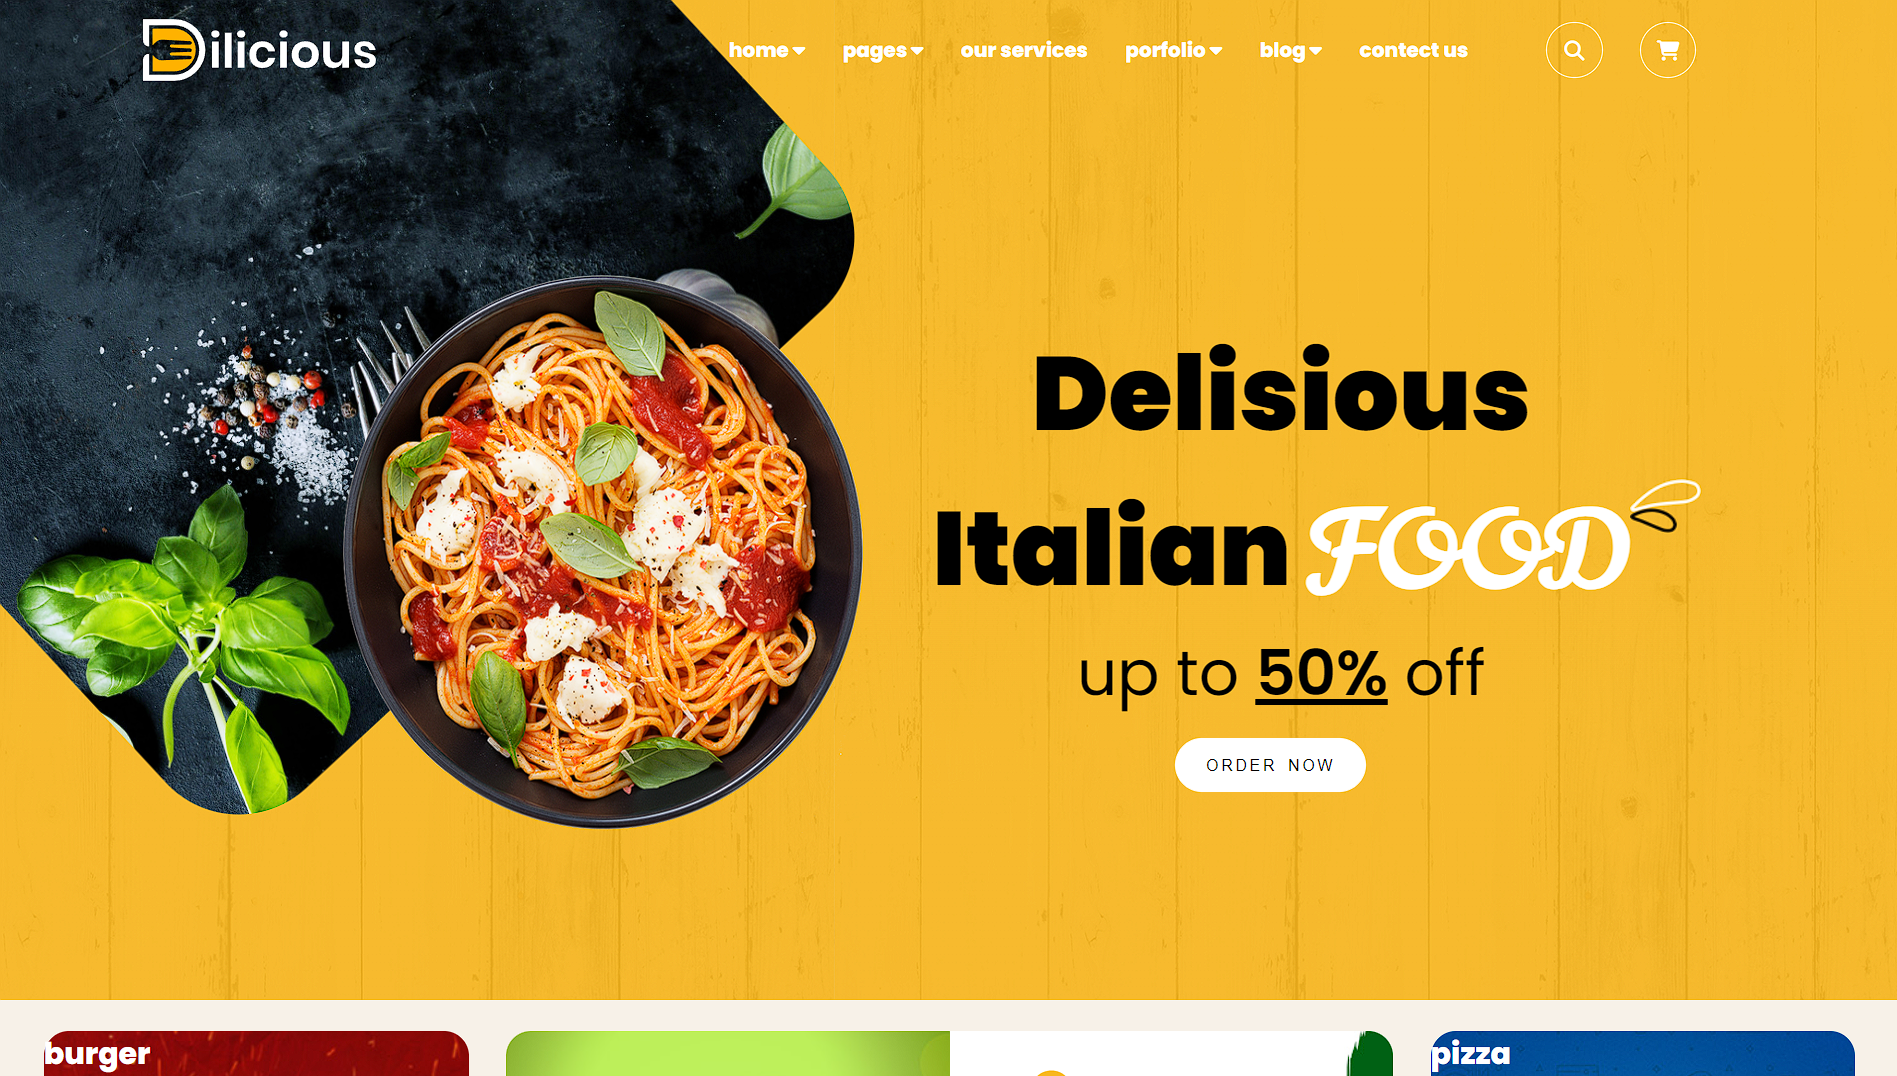 Dilicious
home pages our services porfolio blog contect us
Delisious
Italian FOOD
up to 50% off
ORDER NOW
burger
pizza